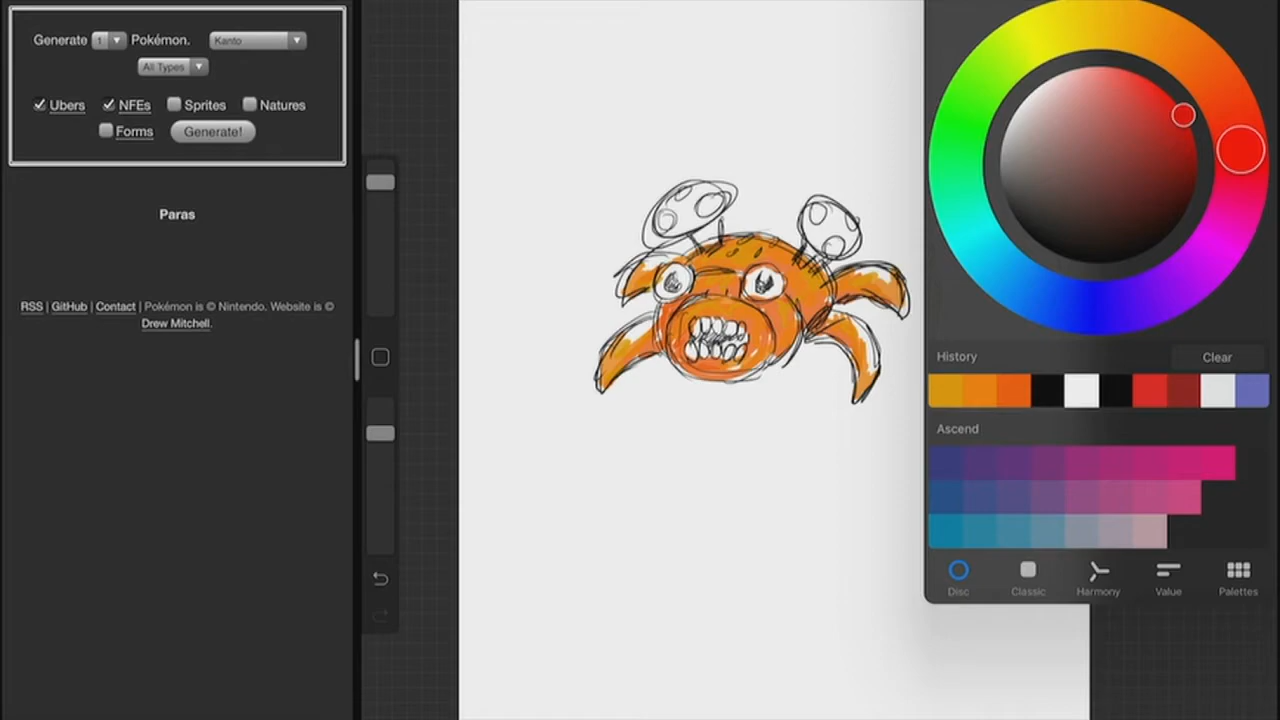 Generate 1 Pokémon. Kanto
All Types
Ubers NFEs Sprites Natures
Forms Generate!
Paras
RSS | GitHub | Contact | Pokémon is © Nintendo. Website is ©
Drew Mitchell.
History Clear
Ascend
Disc Classic Harmony Value Palettes